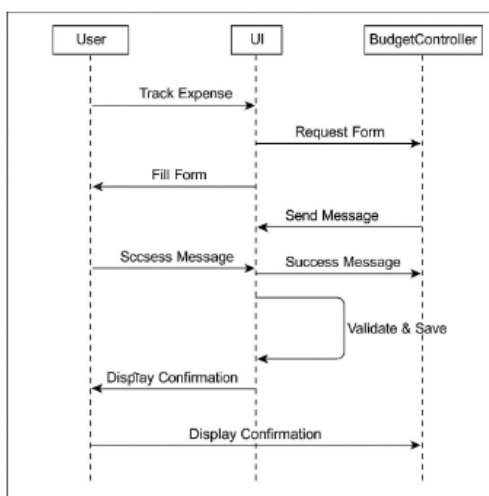 User UI BudgetController
Track Expense
Request Form
Fill Form
Send Message
Sccsess Message Success Message
Validate & Save
Display Confirmation
Display Confirmation